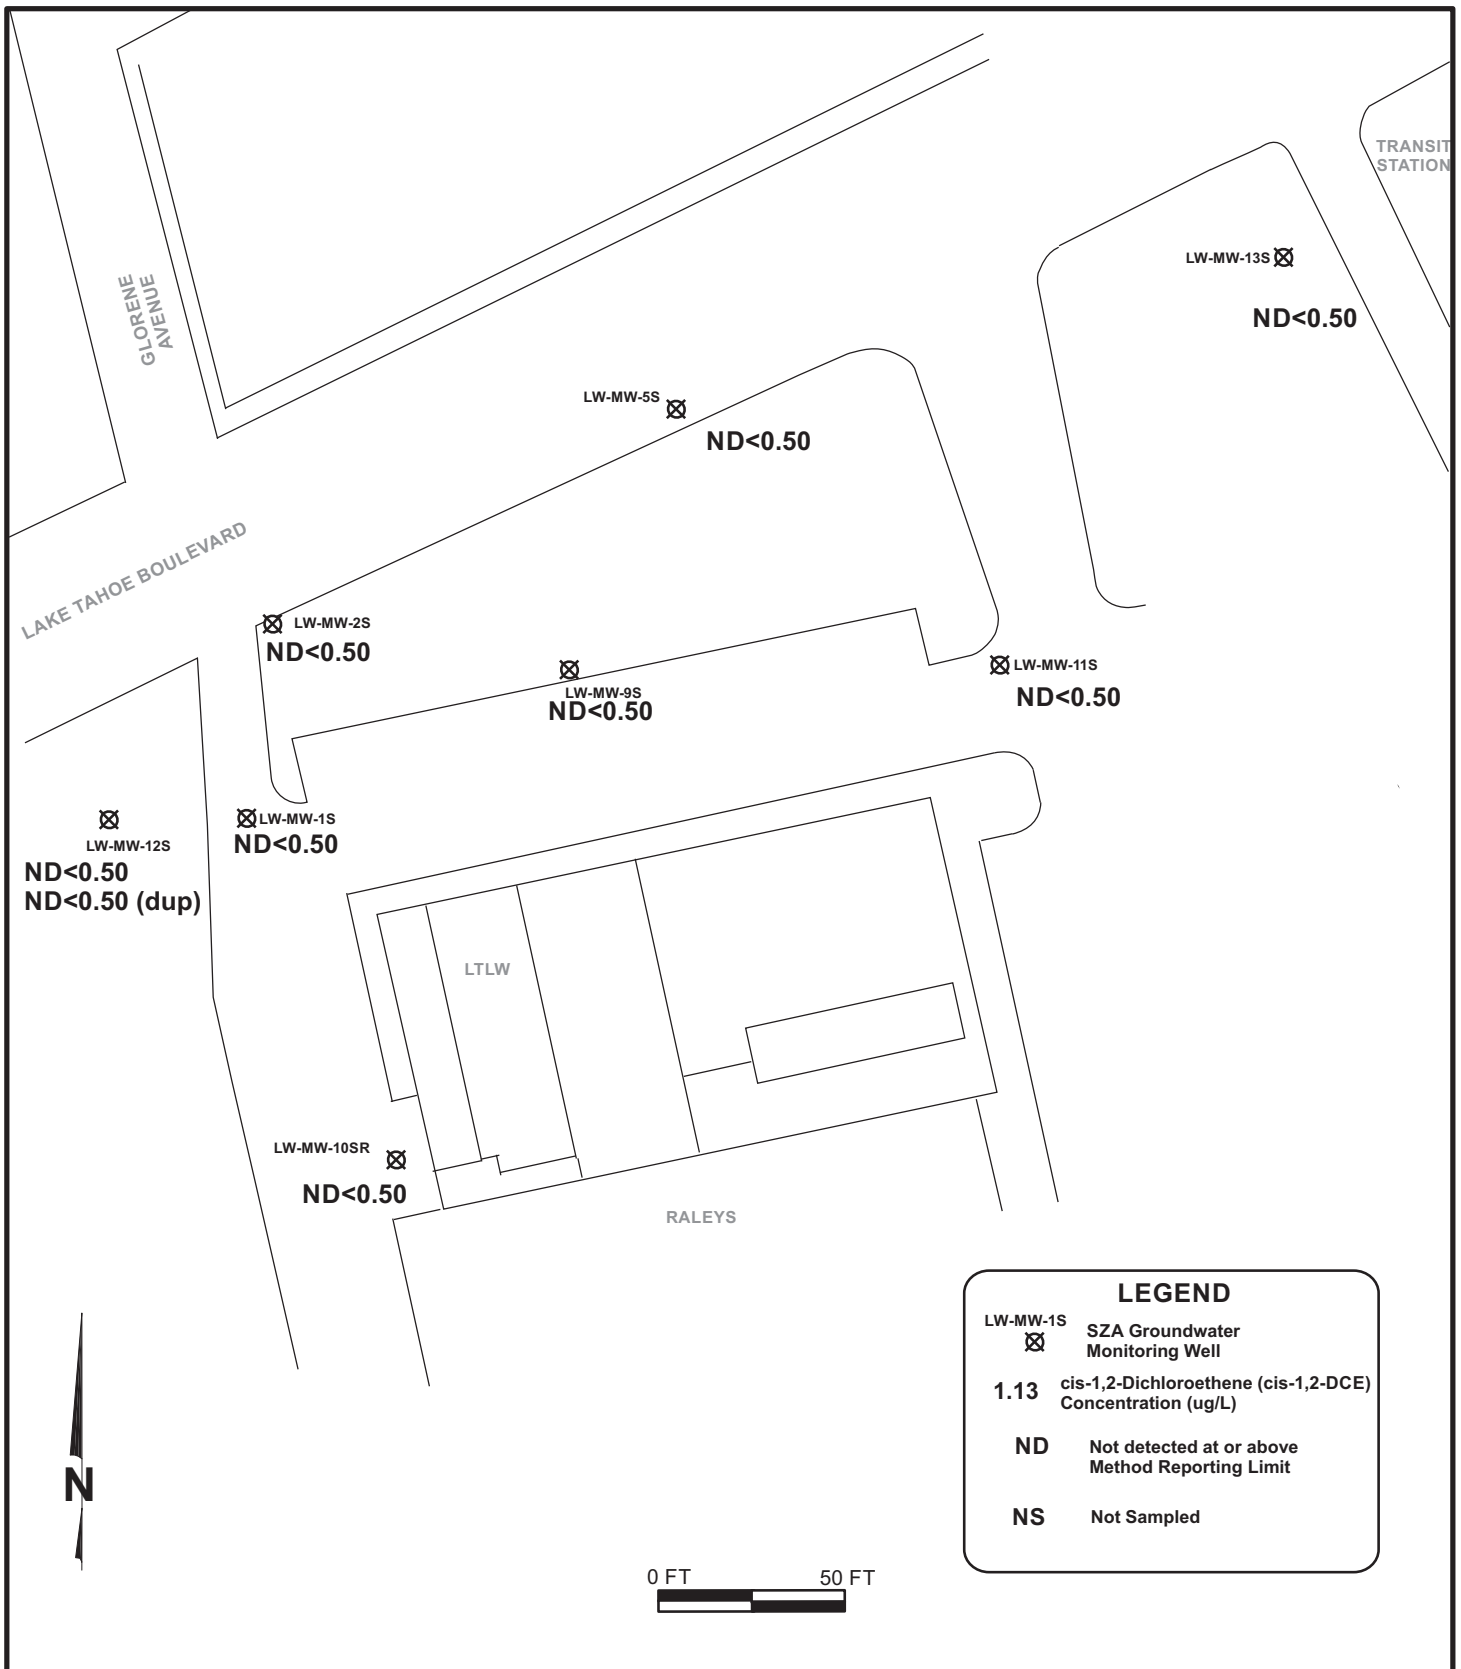 TRANSIT
STATION
LW-MW-13S
ND<0.50
GLORENE
AVENUE
LW-MW-5S
ND<0.50
LAKE TAHOE BOULEVARD
LW-MW-2S
ND<0.50
LW-MW-9S
ND<0.50
LW-MW-11S
ND<0.50
LW-MW-12S
ND<0.50
ND<0.50 (dup)
LW-MW-1S
ND<0.50
LTLW
LW-MW-10SR
ND<0.50
RALEYS
LEGEND
LW-MW-1S
SZA Groundwater
Monitoring Well
1.13 cis-1,2-Dichloroethene (cis-1,2-DCE)
Concentration (ug/L)
ND Not detected at or above
Method Reporting Limit
NS Not Sampled
N
0 FT 50 FT